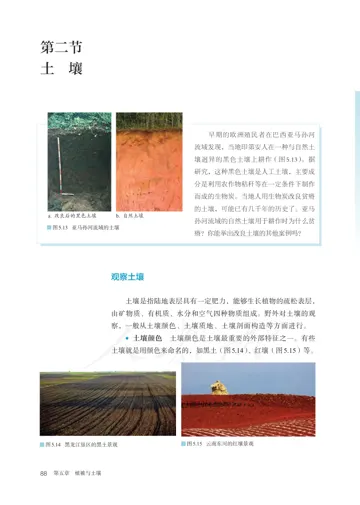 第二节
土 壤
早期的欧洲殖民者在巴西亚马孙河
流域发现，当地印第安人在一种与自然土
壤迥异的黑色土壤上耕作（图5.13）。据
研究，这种黑色土壤是人工土壤，主要成
分是利用农作物秸秆等在一定条件下制作
而成的生物炭。当地人用生物炭改良贫瘠
的土壤，可能已有几千年的历史了。亚马
孙河流域的自然土壤用于耕作时为什么贫
瘠？你能举出改良土壤的其他案例吗？
a. 改良后的黑色土壤 b. 自然土壤
图5.13 亚马孙河流域的土壤
观察土壤
土壤是指陆地表层具有一定肥力，能够生长植物的疏松表层，
由矿物质、有机质、水分和空气四种物质组成。野外对土壤的观
察，一般从土壤颜色、土壤质地、土壤剖面构造等方面进行。
• 土壤颜色 土壤颜色是土壤最重要的外部特征之一。有些
土壤就是用颜色来命名的，如黑土（图5.14）、红壤（图5.15）等。
图5.14 黑龙江垦区的黑土景观
图5.15 云南东川的红壤景观
88 第五章 植被与土壤